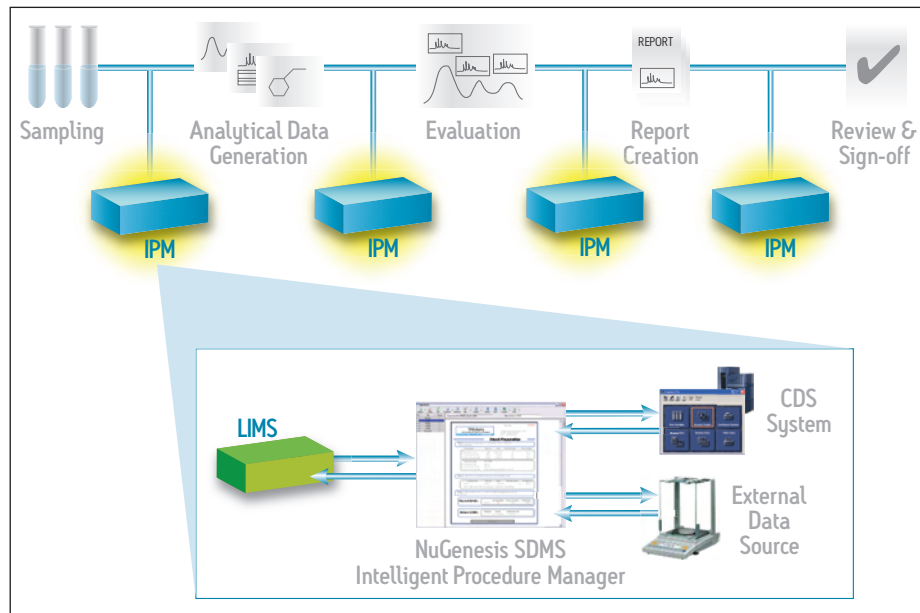 REPORT
Sampling
Analytical Data
Generation
Evaluation
Report
Creation
Review &
Sign-off
IPM
IPM
IPM
IPM
LIMS
CDS
System
External
Data
Source
NuGenesis SDMS
Intelligent Procedure Manager